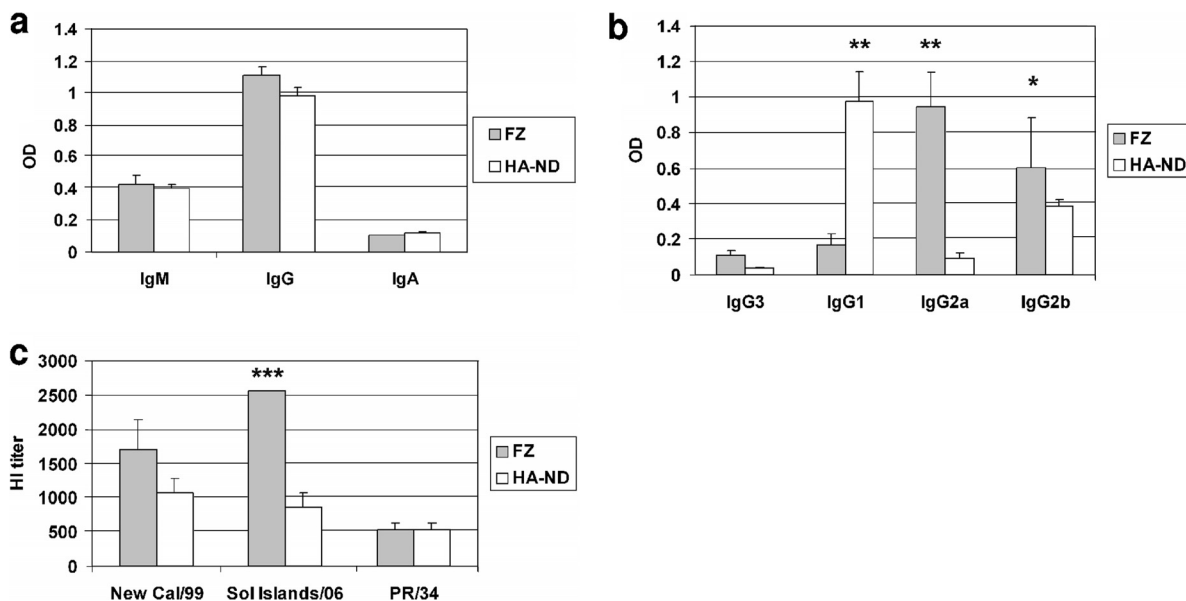 a
1.4
1.2
1
0.8
0.6
0.4
0.2
0
OD
IgM IgG IgA
FZ
HA-ND
b
1.4
1.2
1
0.8
0.6
0.4
0.2
0
OD
** ** *
IgG3 IgG1 IgG2a IgG2b
FZ
HA-ND
c
3000
2500
2000
1500
1000
500
0
HI titer
***
New Cal/99 Sol Islands/06 PR/34
FZ
HA-ND